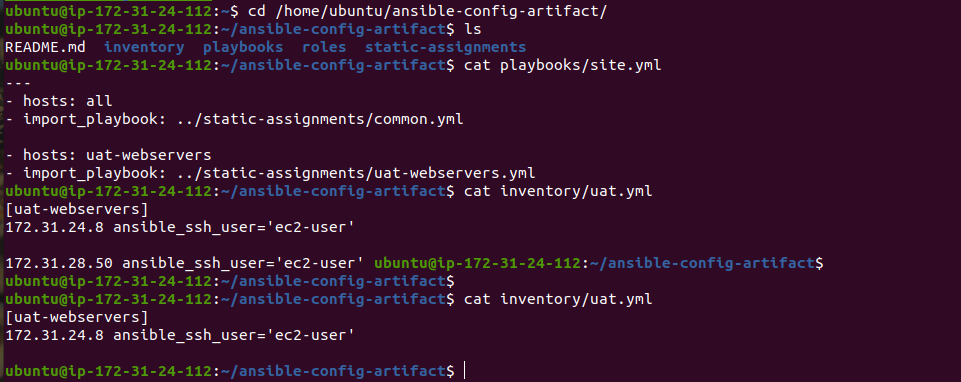 ubuntu@ip-172-31-24-112:~$ cd /home/ubuntu/ansible-config-artifact/
ubuntu@ip-172-31-24-112:~/ansible-config-artifact$ ls
README.md  inventory  playbooks  roles  static-assignments
ubuntu@ip-172-31-24-112:~/ansible-config-artifact$ cat playbooks/site.yml
---
- hosts: all
- import_playbook: ../static-assignments/common.yml

- hosts: uat-webservers
- import_playbook: ../static-assignments/uat-webservers.yml
ubuntu@ip-172-31-24-112:~/ansible-config-artifact$ cat inventory/uat.yml
[uat-webservers]
172.31.24.8 ansible_ssh_user='ec2-user'

172.31.28.50 ansible_ssh_user='ec2-user' ubuntu@ip-172-31-24-112:~/ansible-config-artifact$
ubuntu@ip-172-31-24-112:~/ansible-config-artifact$
ubuntu@ip-172-31-24-112:~/ansible-config-artifact$ cat inventory/uat.yml
[uat-webservers]
172.31.24.8 ansible_ssh_user='ec2-user'

ubuntu@ip-172-31-24-112:~/ansible-config-artifact$